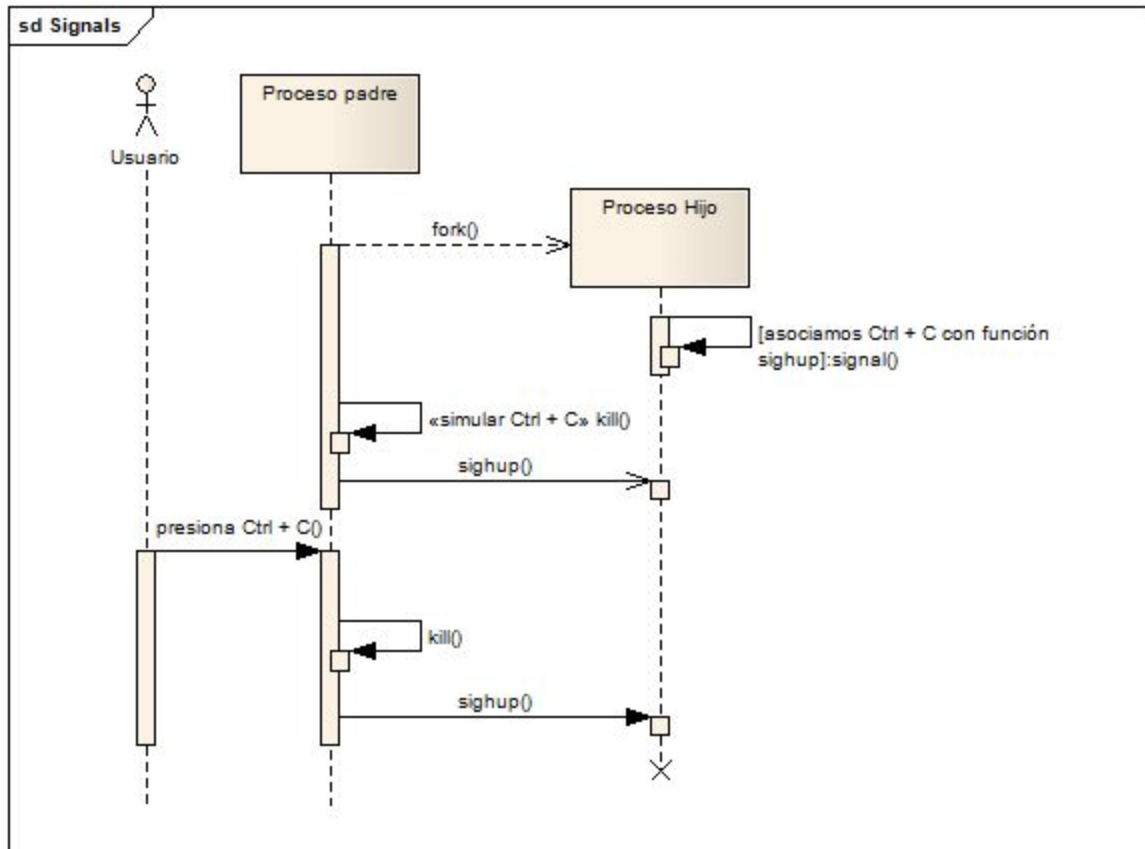 sd Signals
Proceso padre
Usuario
Proceso Hijo
fork()
[asociamos Ctrl + C con función
sighup]:signal()
«simular Ctrl + C» kill()
sighup()
presiona Ctrl + C()
kill()
sighup()